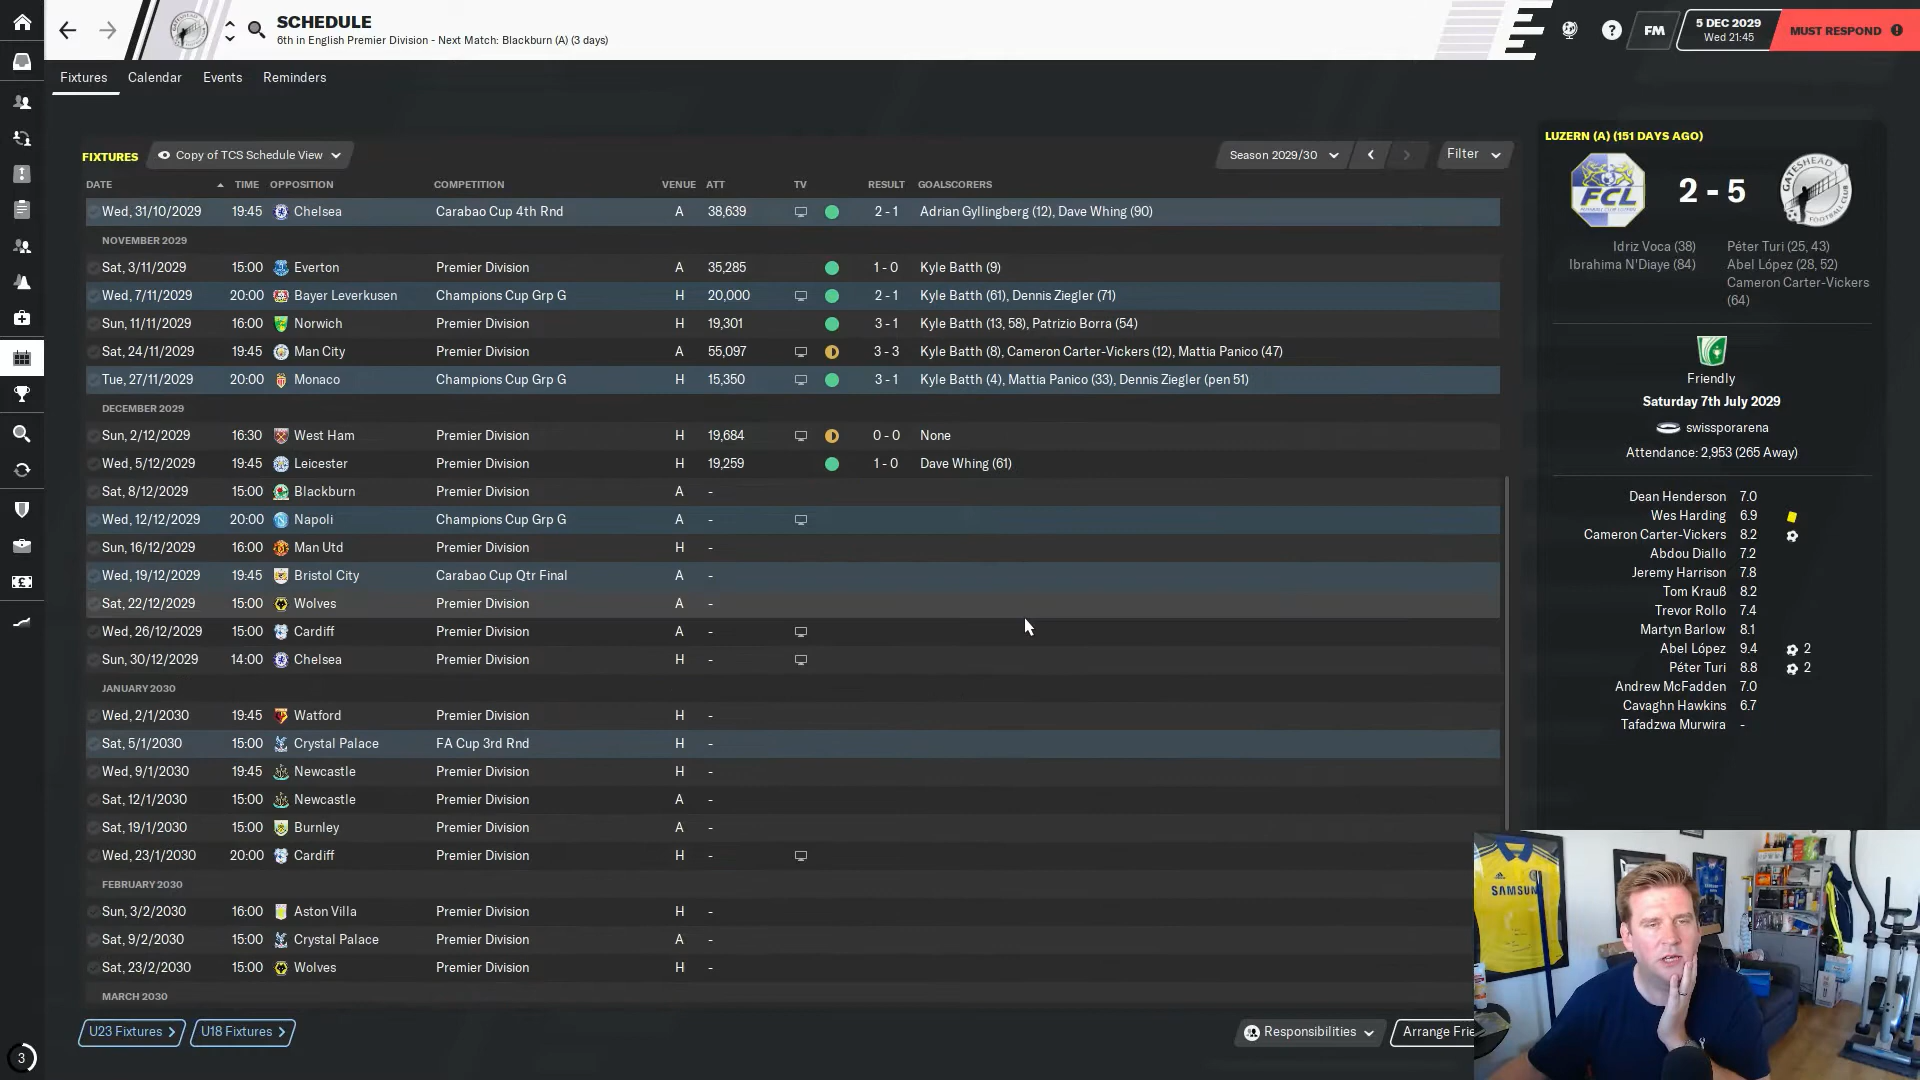 SCHEDULE
6th in English Premier Division - Next Match: Blackburn (A) (3 days)
FM
5 DEC 2029
Wed 21:45
MUST RESPOND
Fixtures Calendar Events Reminders
FIXTURES Copy of TCS Schedule View
Season 2029/30 Filter
DATE TIME OPPOSITION COMPETITION VENUE ATT TV RESULT GOALSCORERS
Wed, 31/10/2029 19:45 Chelsea Carabao Cup 4th Rnd A 38,639 2 - 1 Adrian Gyllingberg (12), Dave Whing (90)
NOVEMBER 2029
Sat, 3/11/2029 15:00 Everton Premier Division A 35,285 1 - 0 Kyle Batth (9)
Wed, 7/11/2029 20:00 Bayer Leverkusen Champions Cup Grp G H 20,000 2 - 1 Kyle Batth (61), Dennis Ziegler (71)
Sun, 11/11/2029 16:00 Norwich Premier Division H 19,301 3 - 1 Kyle Batth (13, 58), Patrizio Borra (54)
Sat, 24/11/2029 19:45 Man City Premier Division A 55,097 3 - 3 Kyle Batth (8), Cameron Carter-Vickers (12), Mattia Panico (47)
Tue, 27/11/2029 20:00 Monaco Champions Cup Grp G H 15,350 3 - 1 Kyle Batth (4), Mattia Panico (33), Dennis Ziegler (pen 51)
DECEMBER 2029
Sun, 2/12/2029 16:30 West Ham Premier Division H 19,684 0 - 0 None
Wed, 5/12/2029 19:45 Leicester Premier Division H 19,259 1 - 0 Dave Whing (61)
Sat, 8/12/2029 15:00 Blackburn Premier Division A -
Wed, 12/12/2029 20:00 Napoli Champions Cup Grp G A -
Sun, 16/12/2029 16:00 Man Utd Premier Division H -
Wed, 19/12/2029 19:45 Bristol City Carabao Cup Qtr Final A -
Sat, 22/12/2029 15:00 Wolves Premier Division A -
Wed, 26/12/2029 15:00 Cardiff Premier Division A -
Sun, 30/12/2029 14:00 Chelsea Premier Division H -
JANUARY 2030
Wed, 2/1/2030 19:45 Watford Premier Division H -
Sat, 5/1/2030 15:00 Crystal Palace FA Cup 3rd Rnd H -
Wed, 9/1/2030 19:45 Newcastle Premier Division H -
Sat, 12/1/2030 15:00 Newcastle Premier Division A -
Sat, 19/1/2030 15:00 Burnley Premier Division A -
Wed, 23/1/2030 20:00 Cardiff Premier Division H -
FEBRUARY 2030
Sun, 3/2/2030 16:00 Aston Villa Premier Division H -
Sat, 9/2/2030 15:00 Crystal Palace Premier Division A -
Sat, 23/2/2030 15:00 Wolves Premier Division H -
MARCH 2030
U23 Fixtures U18 Fixtures
Responsibilities Arrange Frie
3
LUZERN (A) (151 DAYS AGO)
FCL 2 - 5 GATESHEAD FOOTBALL CLUB
Idriz Voca (38) Péter Turi (25, 43)
Ibrahima N'Diaye (84) Abel López (28, 52)
Cameron Carter-Vickers
(64)
Friendly
Saturday 7th July 2029
swissporarena
Attendance: 2,953 (265 Away)
Dean Henderson 7.0
Wes Harding 6.9
Cameron Carter-Vickers 8.2
Abdou Diallo 7.2
Jeremy Harrison 7.8
Tom Krauß 8.2
Trevor Rollo 7.4
Martyn Barlow 8.1
Abel López 9.4 2
Péter Turi 8.8 2
Andrew McFadden 7.0
Cavaghn Hawkins 6.7
Tafadzwa Murwira -
SAMSUNG